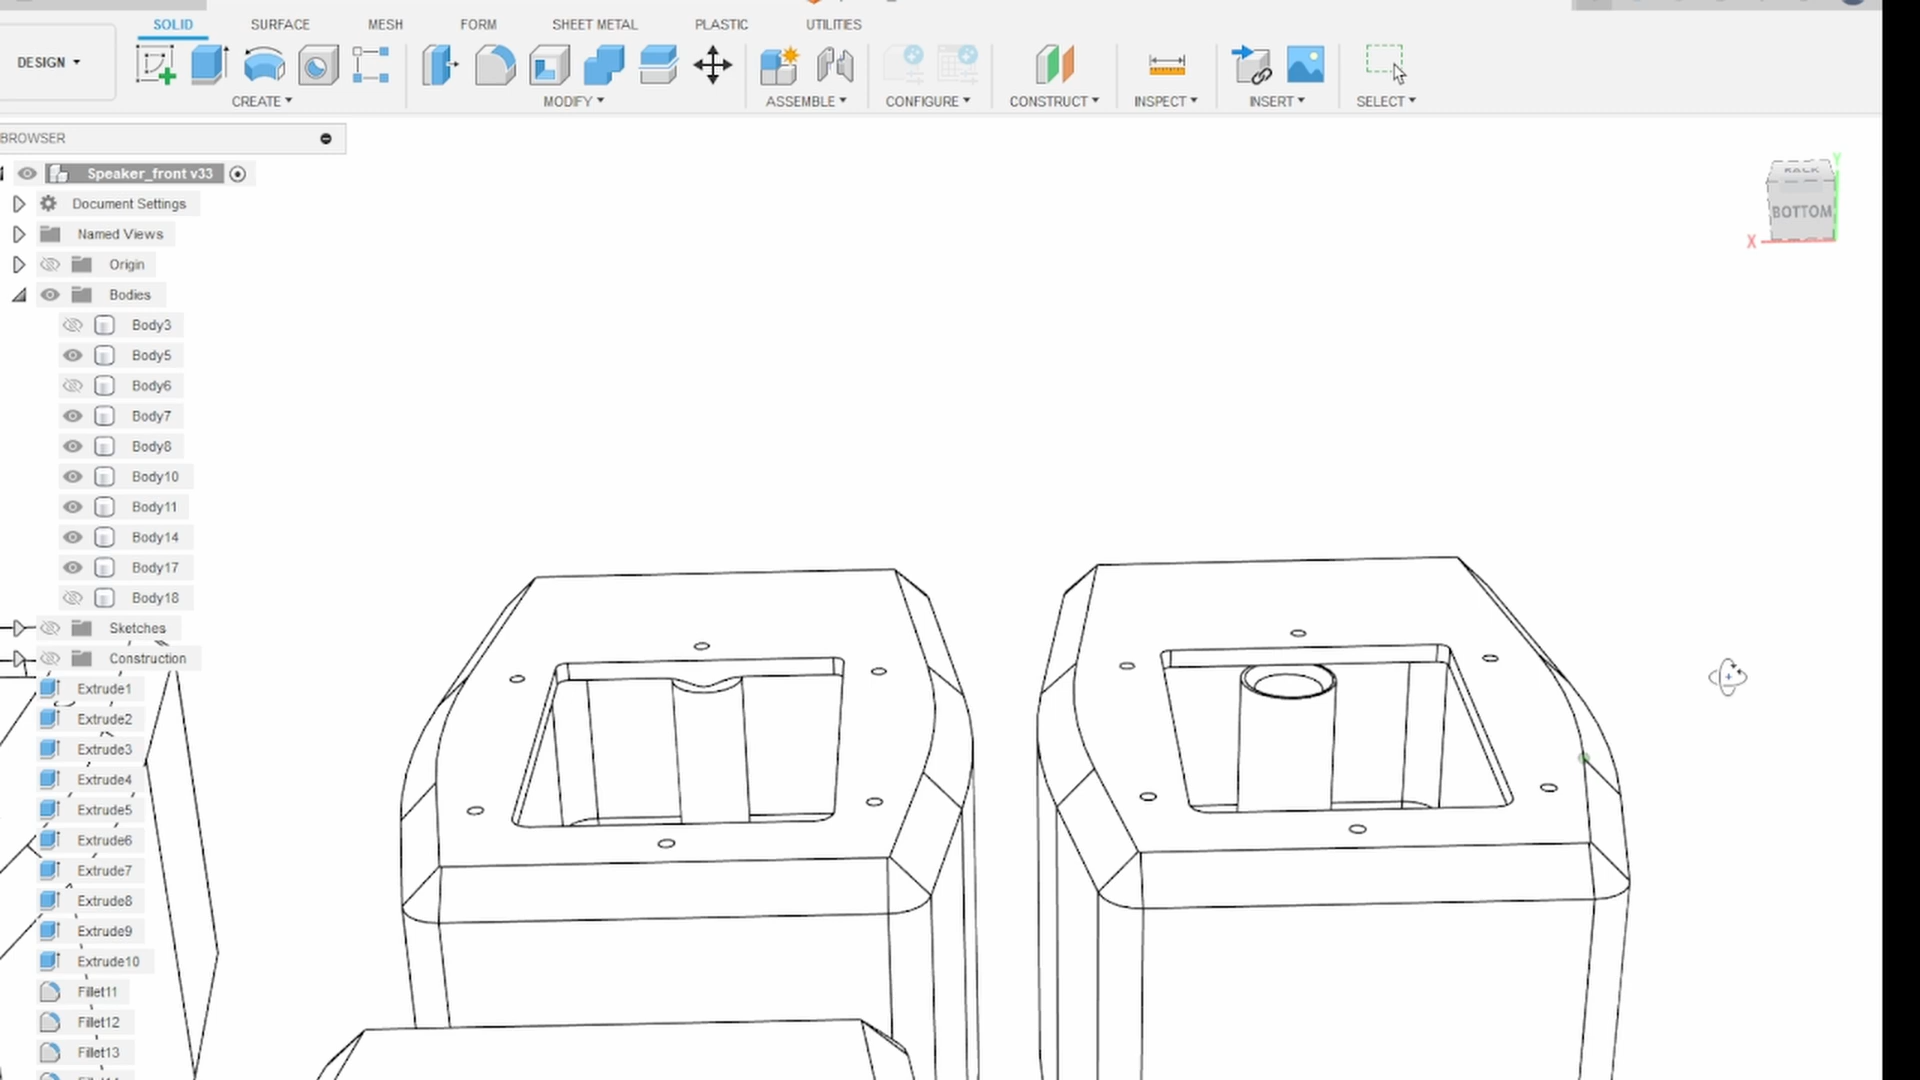 SOLID SURFACE MESH FORM SHEET METAL PLASTIC UTILITIES
DESIGN
CREATE MODIFY ASSEMBLE CONFIGURE CONSTRUCT INSPECT INSERT SELECT
BROWSER
Speaker_front v33
Document Settings
Named Views
Origin
Bodies
Body3
Body5
Body6
Body7
Body8
Body10
Body11
Body14
Body17
Body18
Sketches
Construction
Extrude1
Extrude2
Extrude3
Extrude4
Extrude5
Extrude6
Extrude7
Extrude8
Extrude9
Extrude10
Fillet11
Fillet12
Fillet13
Y
BACK
BOTTOM
X